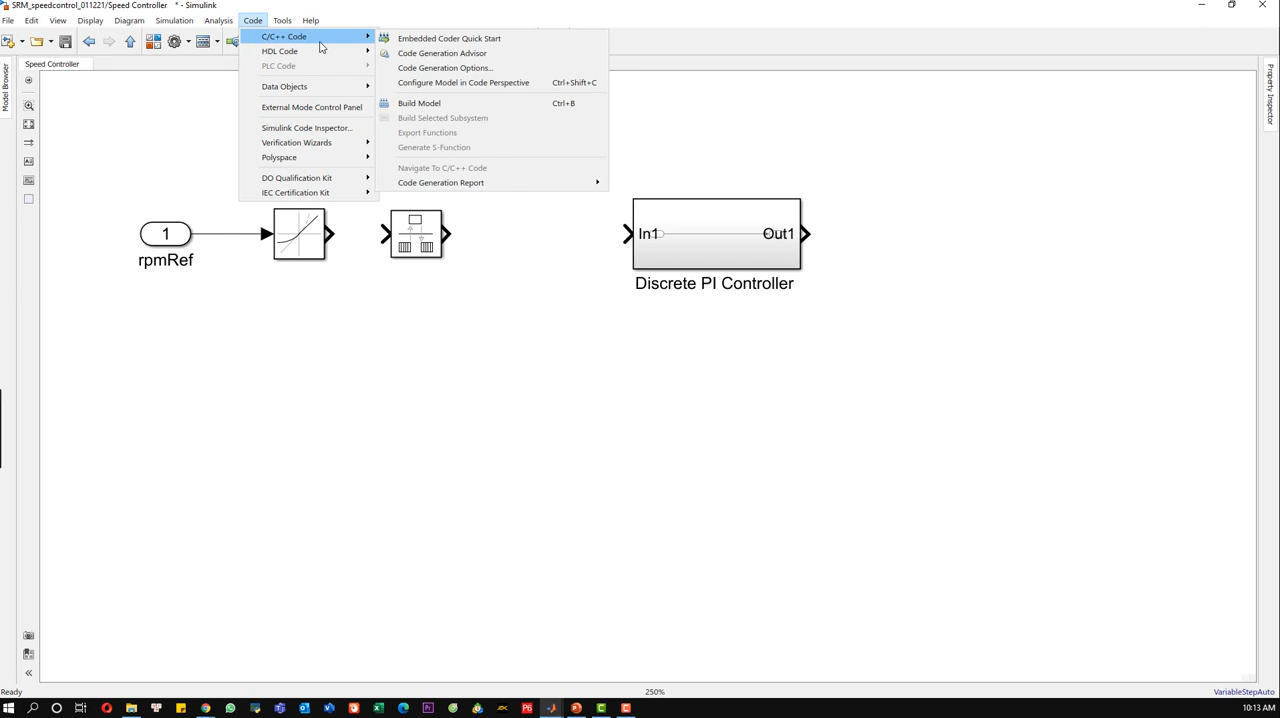 SRM_speedcontrol_011221/Speed Controller * - Simulink
File Edit View Display Diagram Simulation Analysis Code Tools Help
C/C++ Code
HDL Code
PLC Code
Data Objects
External Mode Control Panel
Simulink Code Inspector...
Verification Wizards
Polyspace
DO Qualification Kit
IEC Certification Kit
Embedded Coder Quick Start
Code Generation Advisor
Code Generation Options...
Configure Model in Code Perspective Ctrl+Shift+C
Build Model Ctrl+B
Build Selected Subsystem
Export Functions
Generate S-Function
Navigate To C/C++ Code
Code Generation Report
Speed Controller
Model Browser
Property Inspector
1
rpmRef
In1
Out1
Discrete PI Controller
Ready
250%
VariableStepAuto
10:13 AM